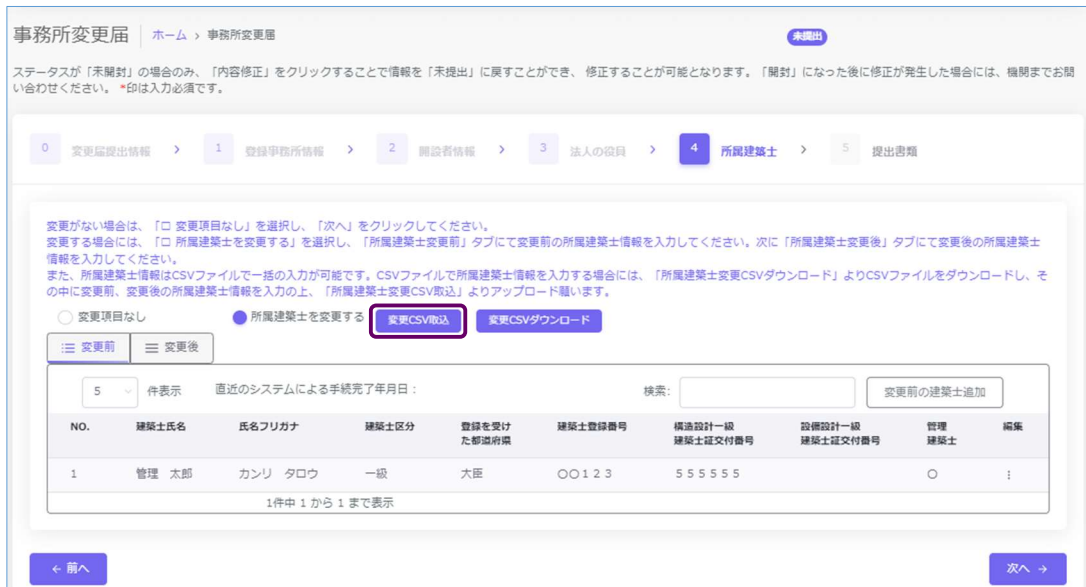 事務所変更届 ホーム › 事務所変更届 未提出
ステータスが「未開封」の場合のみ、「内容修正」をクリックすることで情報を「未提出」に戻すことができ、 修正することが可能となります。「開封」になった後に修正が発生した場合には、機関までお問
い合わせください。 *印は入力必須です。
0 変更届提出情報 › 1 登録事務所情報 › 2 開設者情報 › 3 法人の役員 › 4 所属建築士 › 5 提出書類
変更がない場合は、「□ 変更項目なし」を選択し、「次へ」をクリックしてください。
変更する場合には、「□ 所属建築士を変更する」を選択し、「所属建築士変更前」タブにて変更前の所属建築士情報を入力してください。次に「所属建築士変更後」タブにて変更後の所属建築士
情報を入力してください。
また、所属建築士情報はCSVファイルで一括の入力が可能です。CSVファイルで所属建築士情報を入力する場合には、「所属建築士変更CSVダウンロード」よりCSVファイルをダウンロードし、そ
の中に変更前、変更後の所属建築士情報を入力の上、「所属建築士変更CSV取込」よりアップロード願います。
変更項目なし 所属建築士を変更する 変更CSV取込 変更CSVダウンロード
変更前 変更後
5 件表示 直近のシステムによる手続完了年月日： 検索: 変更前の建築士追加
NO. 建築士氏名 氏名フリガナ 建築士区分 登録を受け 建築士登録番号 構造設計一級 設備設計一級 管理 編集
た都道府県 建築士証交付番号 建築士証交付番号 建築士
1 管理 太郎 カンリ タロウ 一級 大臣 ○○１２３ ５５５５５５ ○ ⋮
1件中 1 から 1 まで表示
← 前へ 次へ →